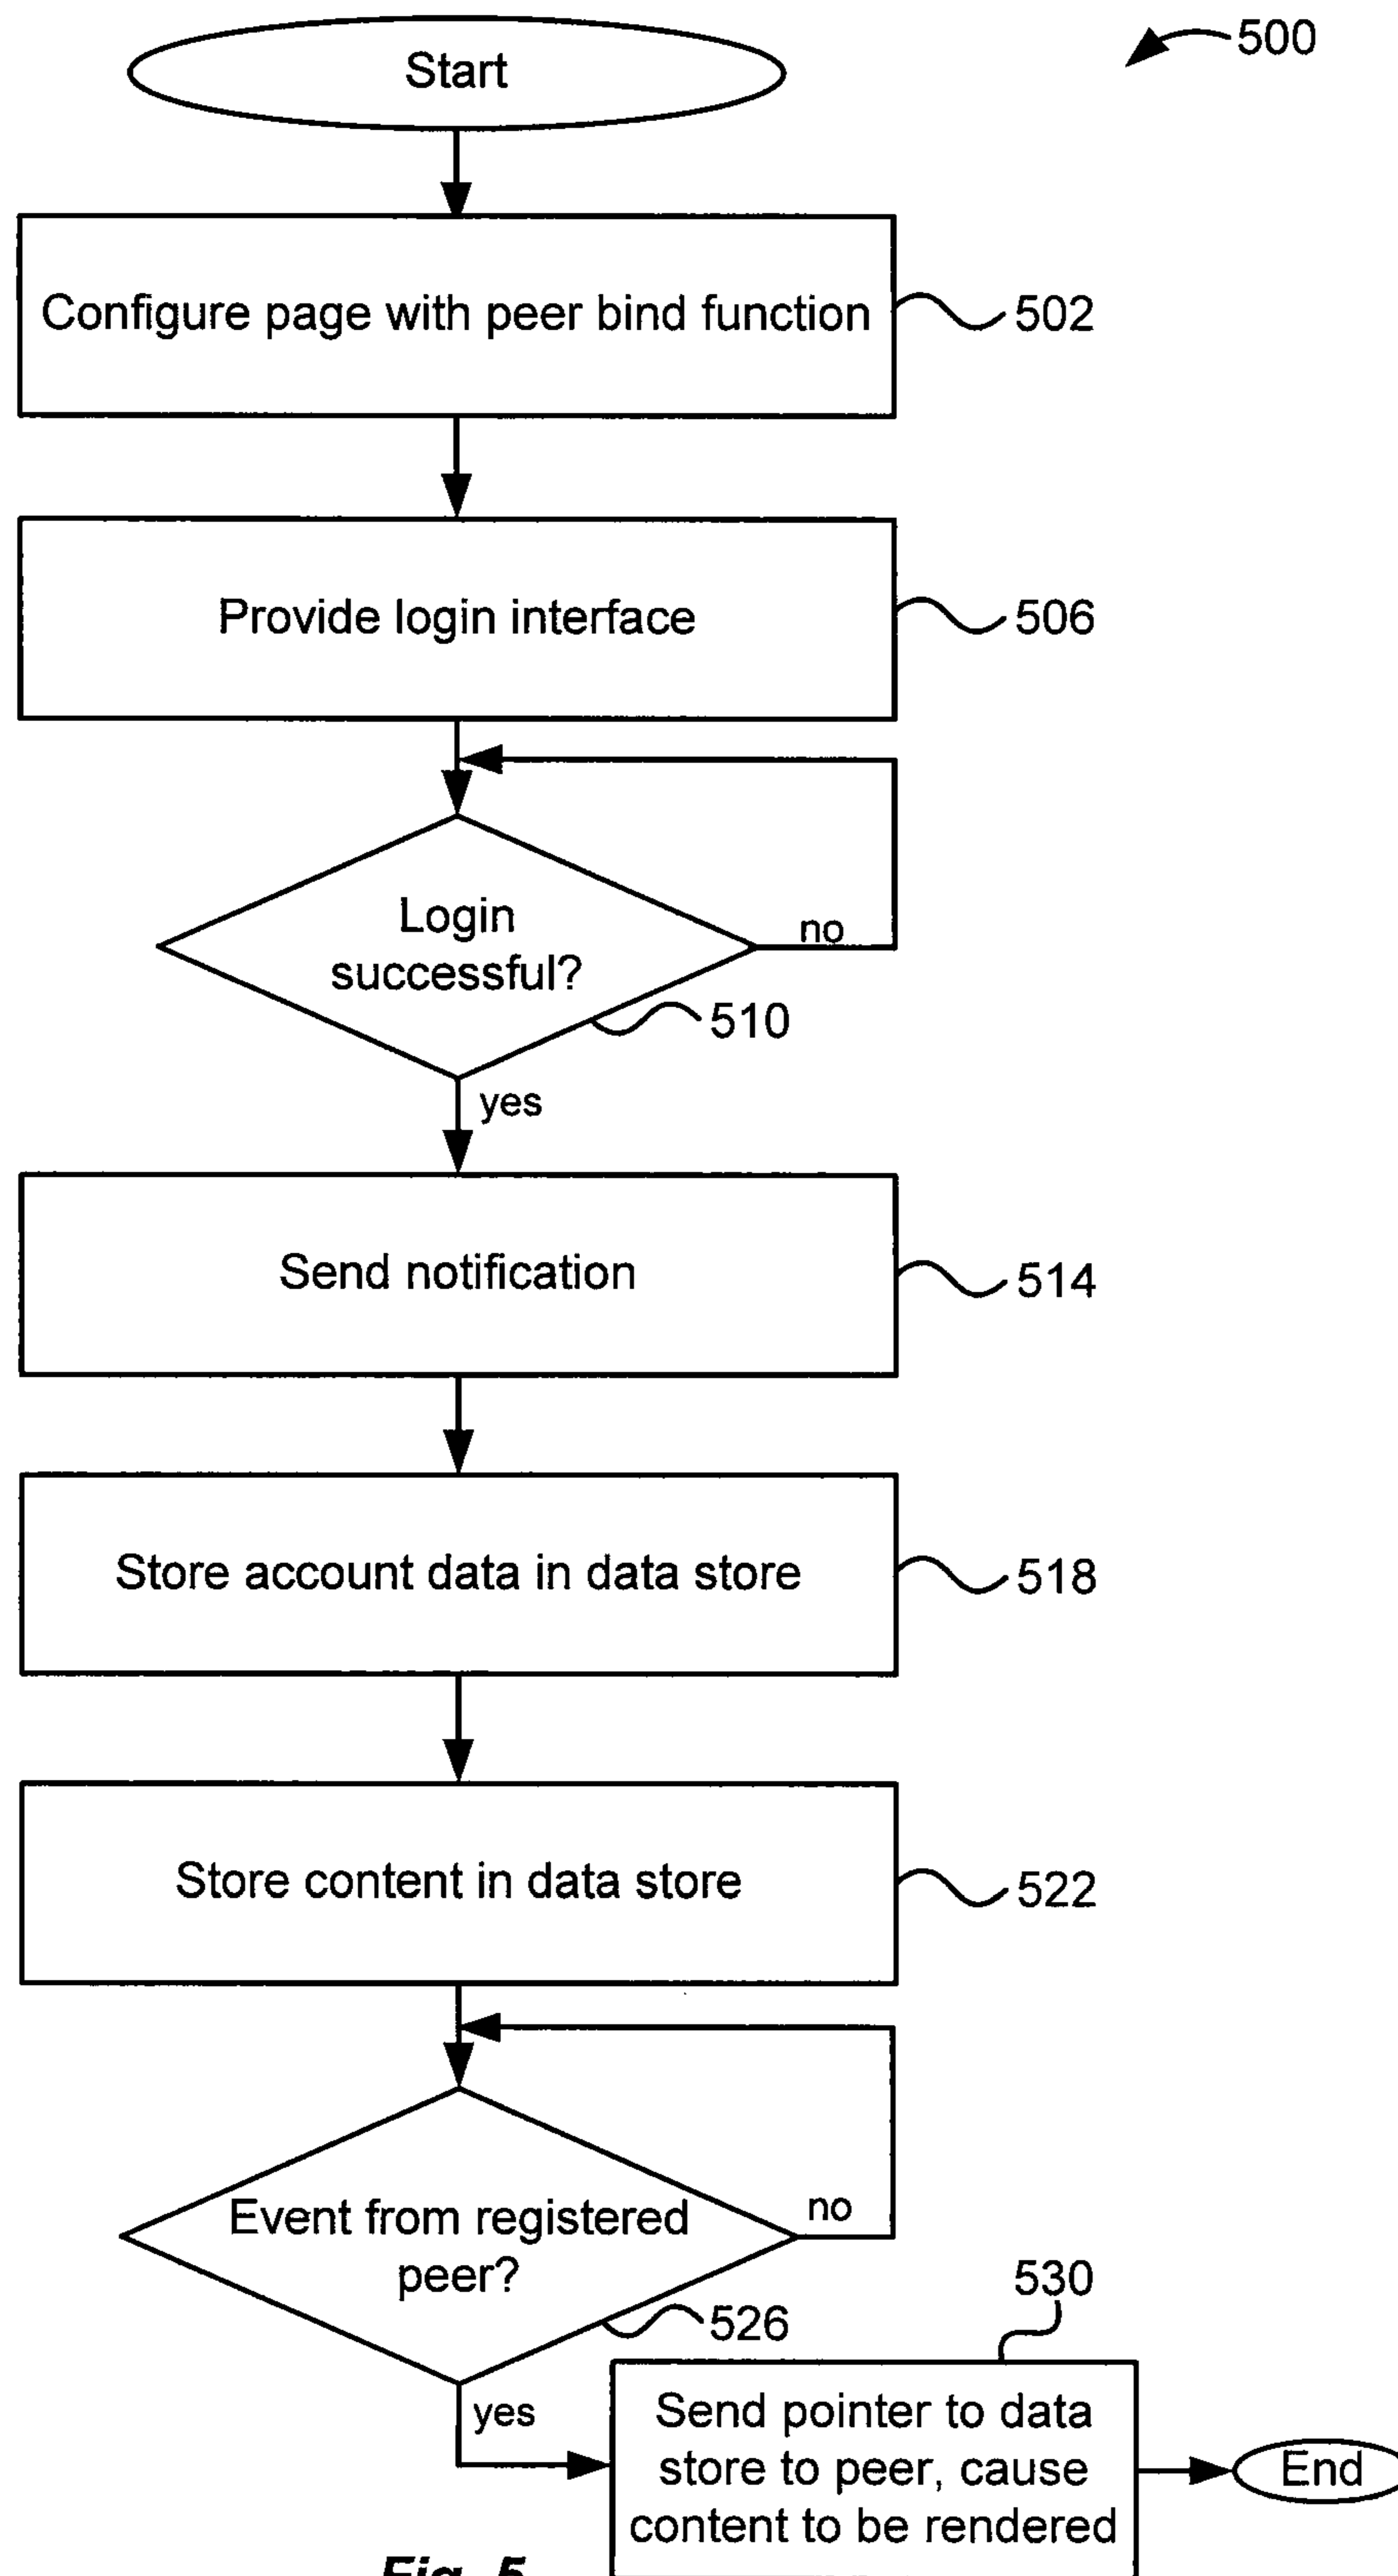 Start
500
Configure page with peer bind function
502
Provide login interface
506
Login
successful?
no
510
yes
Send notification
514
Store account data in data store
518
Store content in data store
522
Event from registered
peer?
no
526
530
yes
Send pointer to data
store to peer, cause
content to be rendered
End
Fig. 5